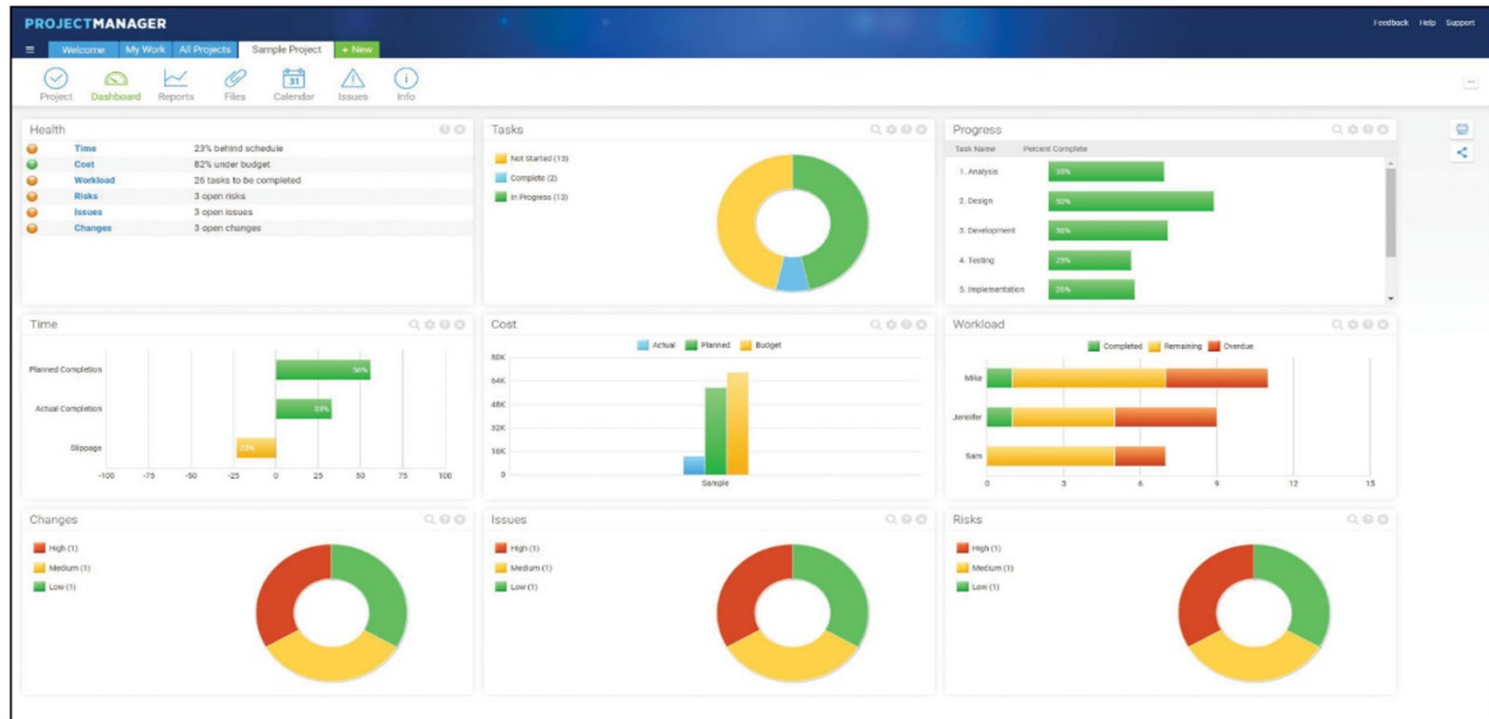 PROJECTMANAGER
Feedback Help Support
Welcome My Work All Projects Sample Project + New
31
Project Dashboard Reports Files Calendar Issues Info
Health
Time 23% behind schedule
Cost 82% under budget
Workload 26 tasks to be completed
Risks 3 open risks
Issues 3 open issues
Changes 3 open changes
Tasks
Not Started (13)
Complete (2)
In Progress (13)
Progress
Task Name Percent Complete
1. Analysis 35%
2. Design 50%
3. Development 36%
4. Testing 25%
5. Implementation 26%
Time
Planned Completion 56%
Actual Completion 33%
Slippage 23%
-100 -75 -50 -25 0 25 50 75 100
Cost
Actual Planned Budget
80K
64K
48K
32K
16K
0
Sample
Workload
Completed Remaining Overdue
Mike
Jennifer
Sam
0 3 6 9 12 15
Changes
High (1)
Medium (1)
Low (1)
Issues
High (1)
Medium (1)
Low (1)
Risks
High (1)
Medium (1)
Low (1)